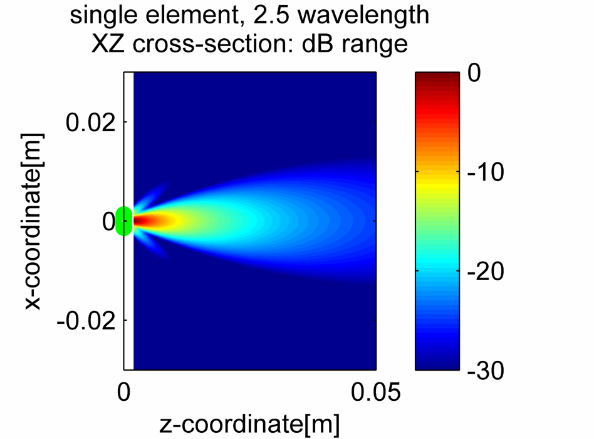 single element, 2.5 wavelength
XZ cross-section: dB range
0.02
0
-0.02
x-coordinate[m]
0
0.05
z-coordinate[m]
0
-10
-20
-30